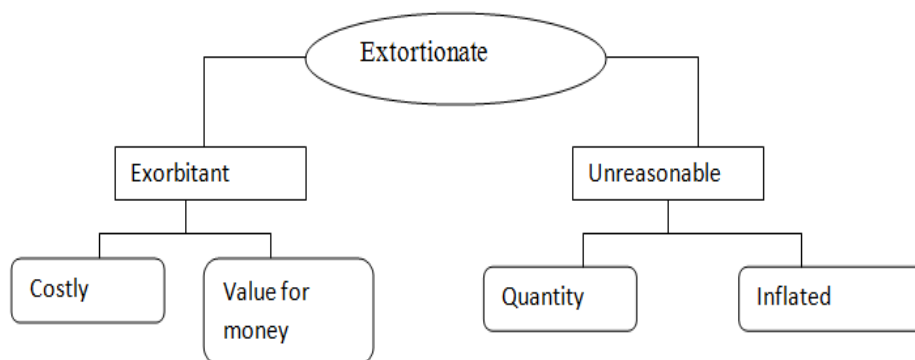 Extortionate
Exorbitant
Unreasonable
Costly
Value for
money
Quantity
Inflated